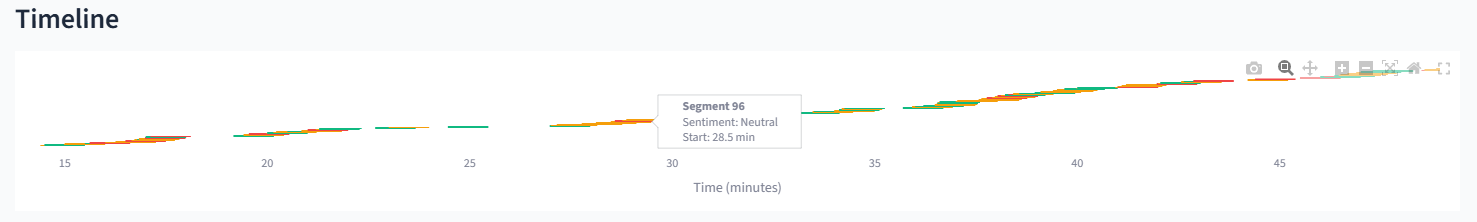 Timeline
Segment 96
Sentiment: Neutral
Start: 28.5 min
15 20 25 30 35 40 45
Time (minutes)